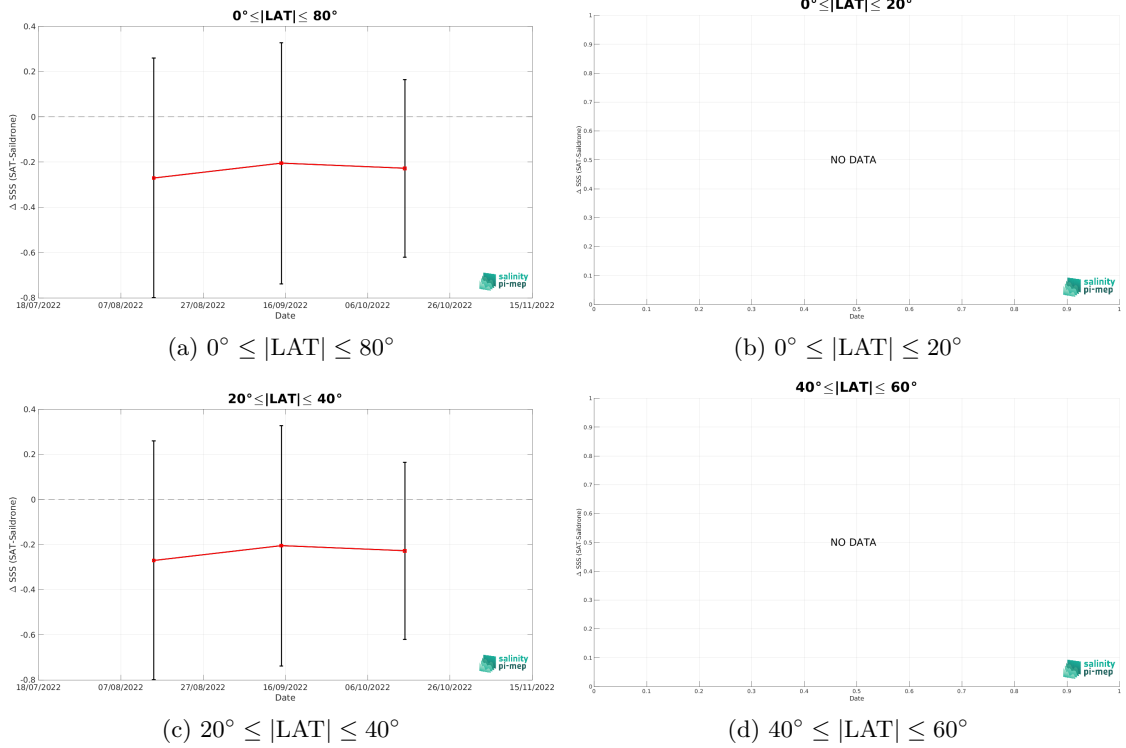 0°≤|LAT|≤ 80°
0.4
0.2
0
-0.2
-0.4
-0.6
-0.8
Δ SSS (SAT-Saildrone)
18/07/2022 07/08/2022 27/08/2022 16/09/2022 06/10/2022 26/10/2022 15/11/2022
Date
salinity
pi-mep
(a) 0° ≤ |LAT| ≤ 80°
0°≤|LAT|≤ 20°
1
0.9
0.8
0.7
0.6
0.5
0.4
0.3
0.2
0.1
0
Δ SSS (SAT-Saildrone)
NO DATA
0 0.1 0.2 0.3 0.4 0.5 0.6 0.7 0.8 0.9 1
Date
salinity
pi-mep
(b) 0° ≤ |LAT| ≤ 20°
20°≤|LAT|≤ 40°
0.4
0.2
0
-0.2
-0.4
-0.6
-0.8
Δ SSS (SAT-Saildrone)
18/07/2022 07/08/2022 27/08/2022 16/09/2022 06/10/2022 26/10/2022 15/11/2022
Date
salinity
pi-mep
(c) 20° ≤ |LAT| ≤ 40°
40°≤|LAT|≤ 60°
1
0.9
0.8
0.7
0.6
0.5
0.4
0.3
0.2
0.1
0
Δ SSS (SAT-Saildrone)
NO DATA
0 0.1 0.2 0.3 0.4 0.5 0.6 0.7 0.8 0.9 1
Date
salinity
pi-mep
(d) 40° ≤ |LAT| ≤ 60°